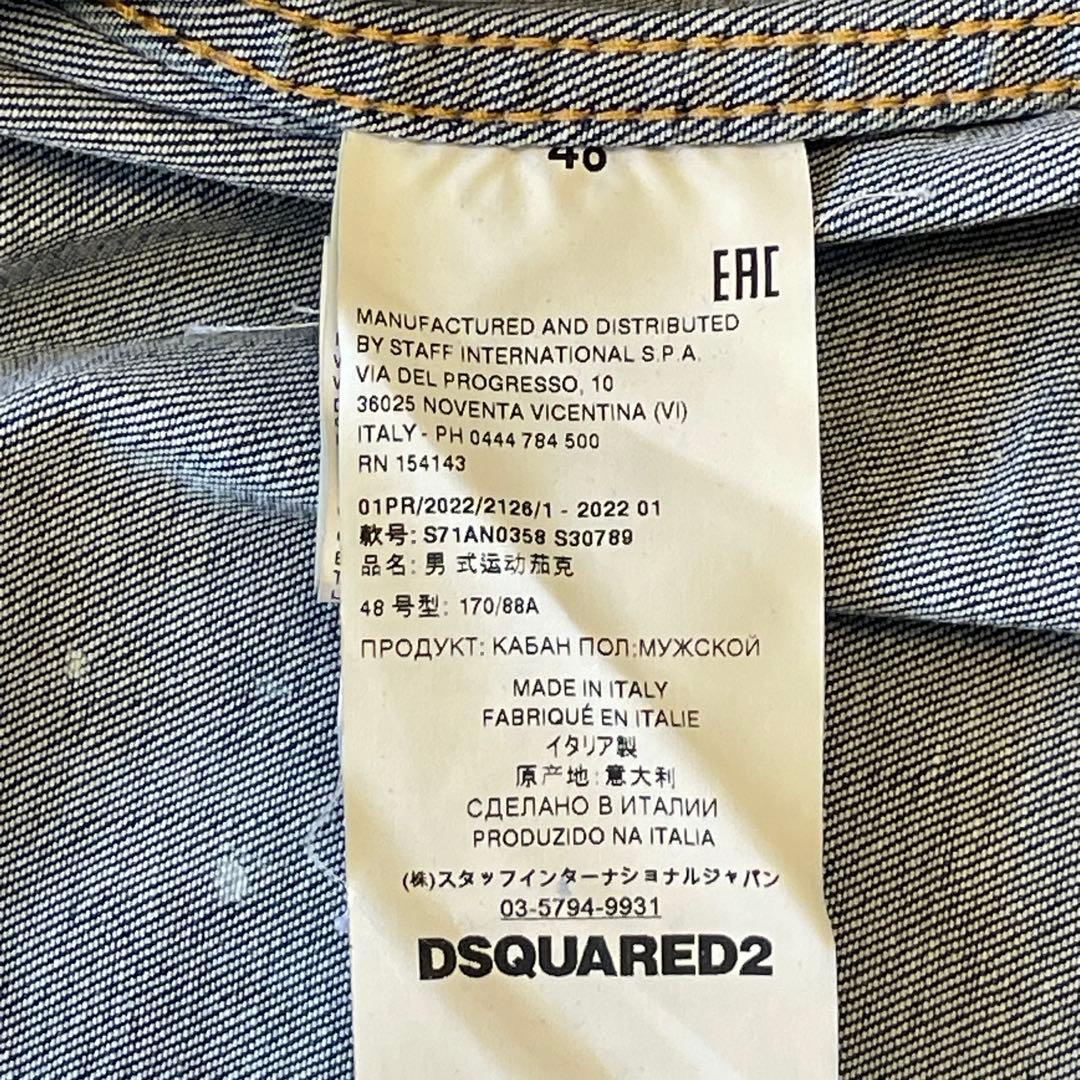 48
EAC
MANUFACTURED AND DISTRIBUTED
BY STAFF INTERNATIONAL S.P.A.
VIA DEL PROGRESSO, 10
36025 NOVENTA VICENTINA (VI)
ITALY - PH 0444 784 500
RN 154143
01PR/2022/2126/1 - 2022 01
款号: S71AN0358 S30789
品名: 男 式运动茄克
48 号型: 170/88A
ПРОДУКТ: КАБАН ПОЛ:МУЖСКОЙ
MADE IN ITALY
FABRIQUÉ EN ITALIE
イタリア製
原产地: 意大利
СДЕЛАНО В ИТАЛИИ
PRODUZIDO NA ITALIA
(株)スタッフインターナショナルジャパン
03-5794-9931
DSQUARED2